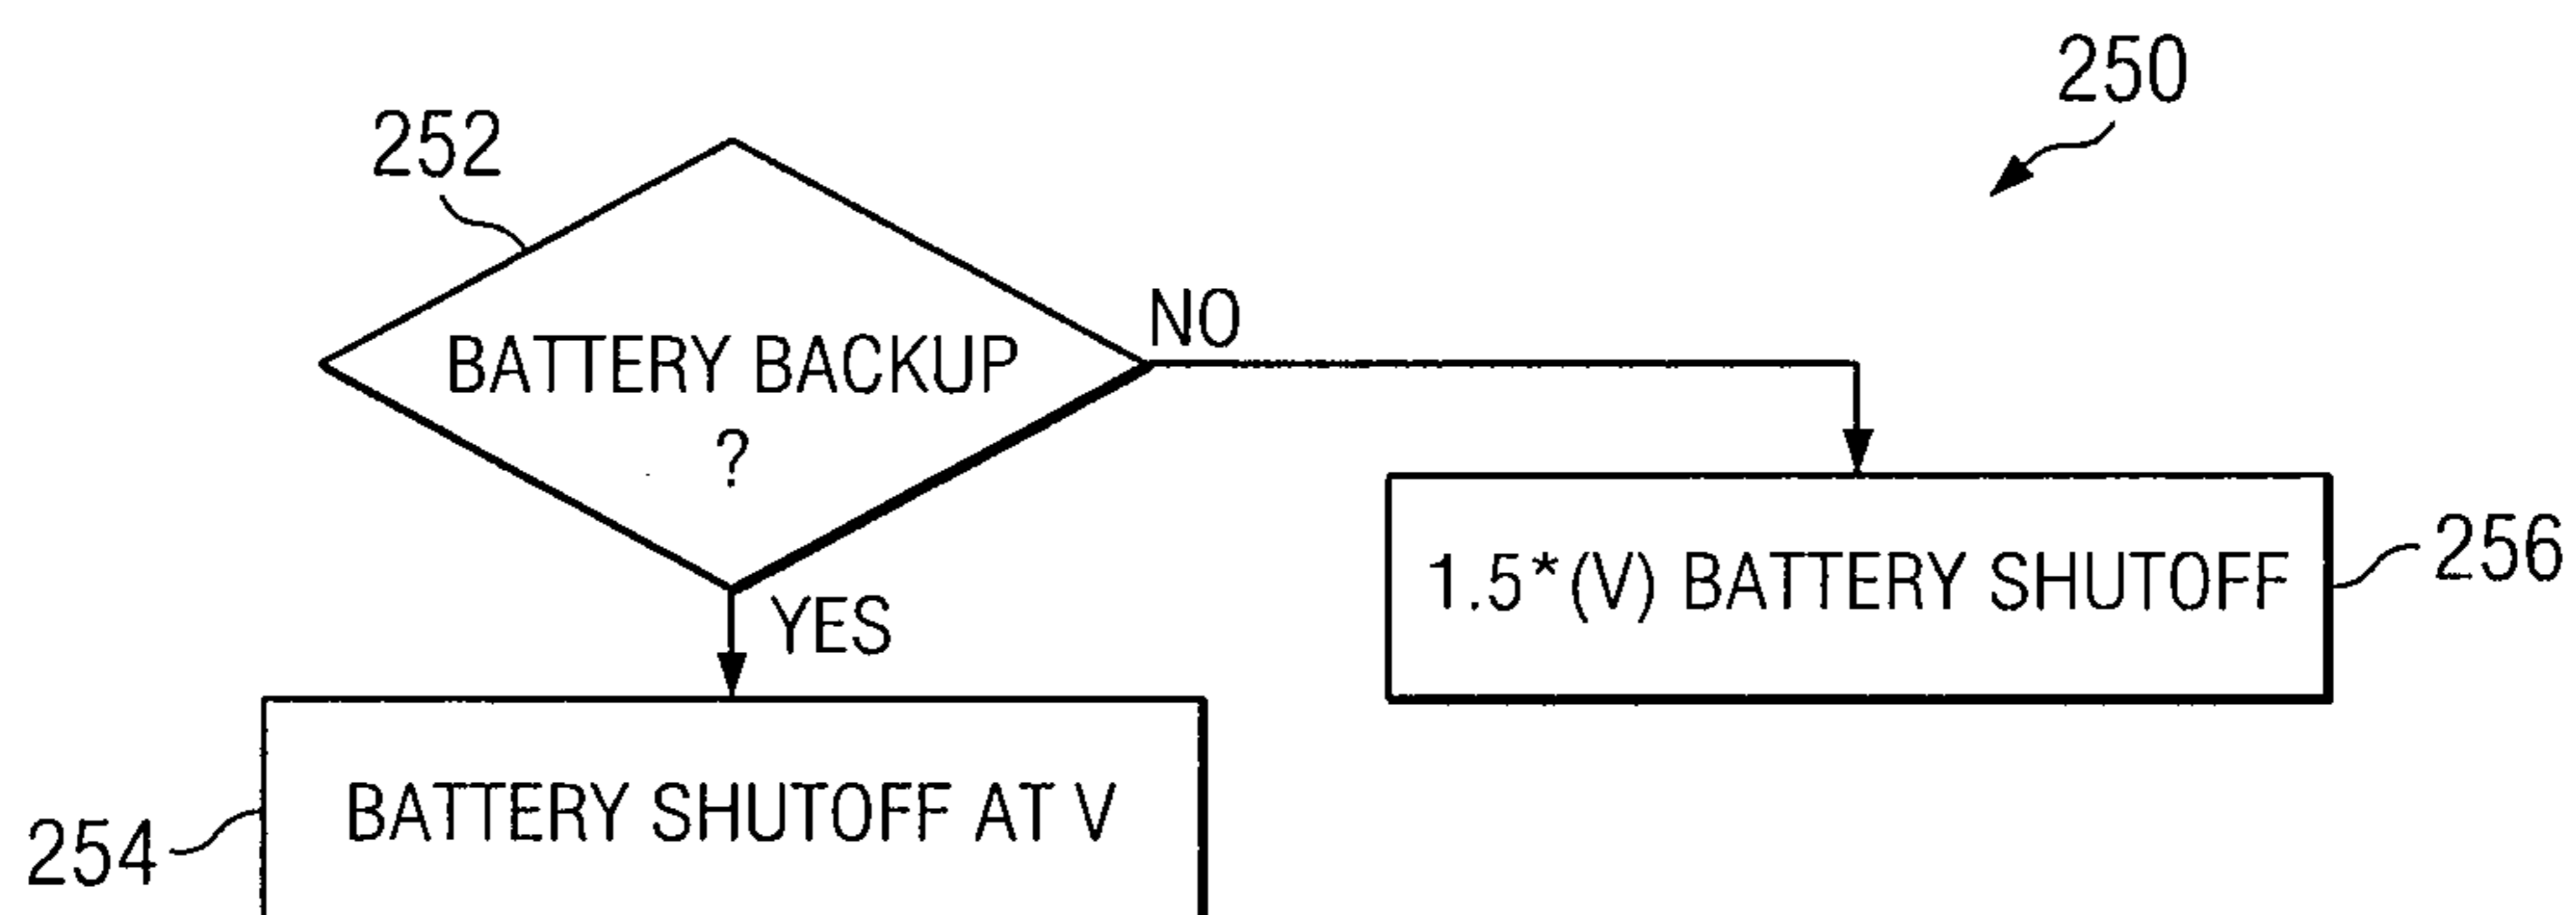 250
252
NO
BATTERY BACKUP
?
YES
1.5*(V) BATTERY SHUTOFF
256
BATTERY SHUTOFF AT V
254